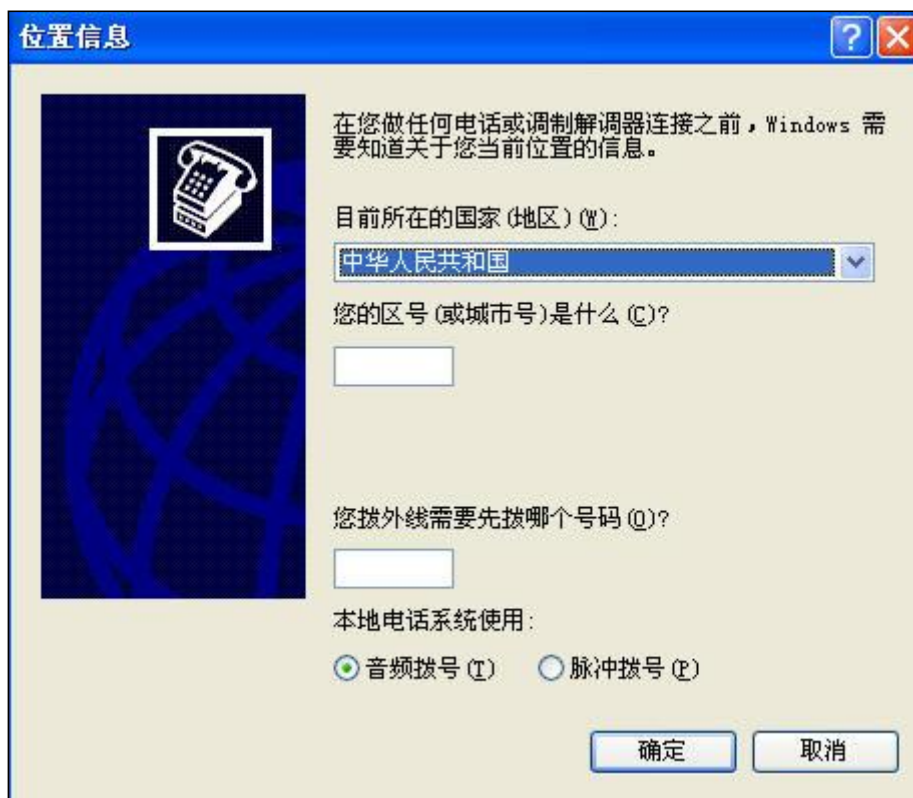 位置信息
在您做任何电话或调制解调器连接之前，Windows 需
要知道关于您当前位置的信息。
目前所在的国家(地区)(W):
中华人民共和国
您的区号(或城市号)是什么(C)?
您拨外线需要先拨哪个号码(O)?
本地电话系统使用:
音频拨号(T) 脉冲拨号(P)
确定 取消